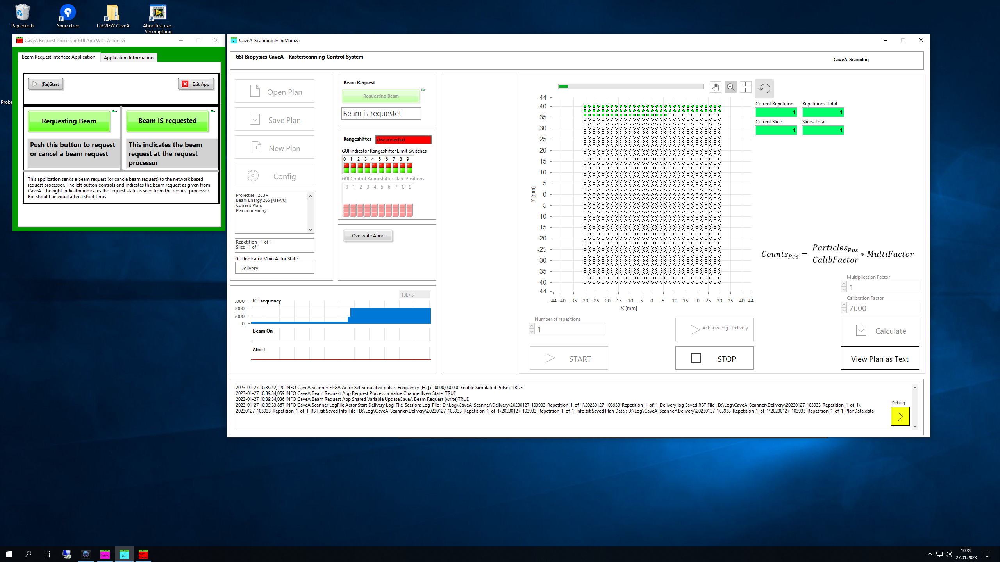 Papierkorb
Sourcetree
LabVIEW CaveA
AbortTest.exe -
Verknüpfung
Probe
CaveA Request Processor GUI App With Actors.vi
Beam Request Interface Application
Application Information
(Re)Start
Exit App
Requesting Beam
Beam IS requested
Push this button to request
or cancel a beam request
This indicates the beam
request at the request
processor
This application sends a beam request (or cancle beam request) to the network based
request processor. The left button controls and indicates the beam request as given from
CaveA. The right indicator indicates the request state as seen from the request processor.
Bot should be equal after a short time.
CaveA-Scanning.lvlib:Main.vi
GSI Biopysics CaveA - Rasterscanning Control System
CaveA-Scanning
Open Plan
Save Plan
New Plan
Config
Projectile 12C3+
Beam Energy 265 [MeV/u]
Current Plan:
Plan in memory
Repetition 1 of 1
Slice 1 of 1
GUI Indicator Main Actor State
Delivery
Beam Request
Requesting Beam
Beam is requestet
Rangeshifter disconnected
GUI Indicator Rangeshifter Limit Switches
0 1 2 3 4 5 6 7 8 9
GUI Control Rangeshifter Plate Positions
0 1 2 3 4 5 6 7 8 9
Overwrite Abort
10E+3
IC Frequency
5000
0000
5000
0
Beam On
Abort
44
40
35
30
25
20
15
10
5
0
-5
-10
-15
-20
-25
-30
-35
-40
-44
Y [mm]
-44 -40 -35 -30 -25 -20 -15 -10 -5 0 5 10 15 20 25 30 35 40 44
X [mm]
Current Repetition
1
Repetitions Total
1
Current Slice
1
Slices Total
1
CountsPos = ParticlesPos / CalibFactor * MultiFactor
Multiplication Factor
1
Calibration Factor
7600
Number of repetitions
1
Acknowledge Delivery
Calculate
START
STOP
View Plan as Text
2023-01-27 10:39:42,120 INFO CaveA Scanner.FPGA Actor Set Simulated pulses Frequency [Hz] : 10000,000000 Enable Simulated Pulse : TRUE
2023-01-27 10:39:34,059 INFO CaveA Beam Request App Request Porcessor Value ChangedNew State: TRUE
2023-01-27 10:39:34,036 INFO CaveA Beam Request App Shared Variable UpdateCaveA Beam Request (write)TRUE
2023-01-27 10:39:33,867 INFO CaveA Scanner.LogFile Actor Start Delivery Log-File-Session: Log-File : D:\Log\CaveA_Scanner\Delivery\20230127_103933_Repetition_1_of_1\20230127_103933_Repetition_1_of_1_Delivery.log Saved RST File : D:\Log\CaveA_Scanner\Delivery\20230127_103933_Repetition_1_of_1\
20230127_103933_Repetition_1_of_1_RST.rst Saved Info File : D:\Log\CaveA_Scanner\Delivery\20230127_103933_Repetition_1_of_1\20230127_103933_Repetition_1_of_1_Info.txt Saved Plan Data : D:\Log\CaveA_Scanner\Delivery\20230127_103933_Repetition_1_of_1\20230127_103933_Repetition_1_of_1_PlanData.data
Debug
10:39
27.01.2023